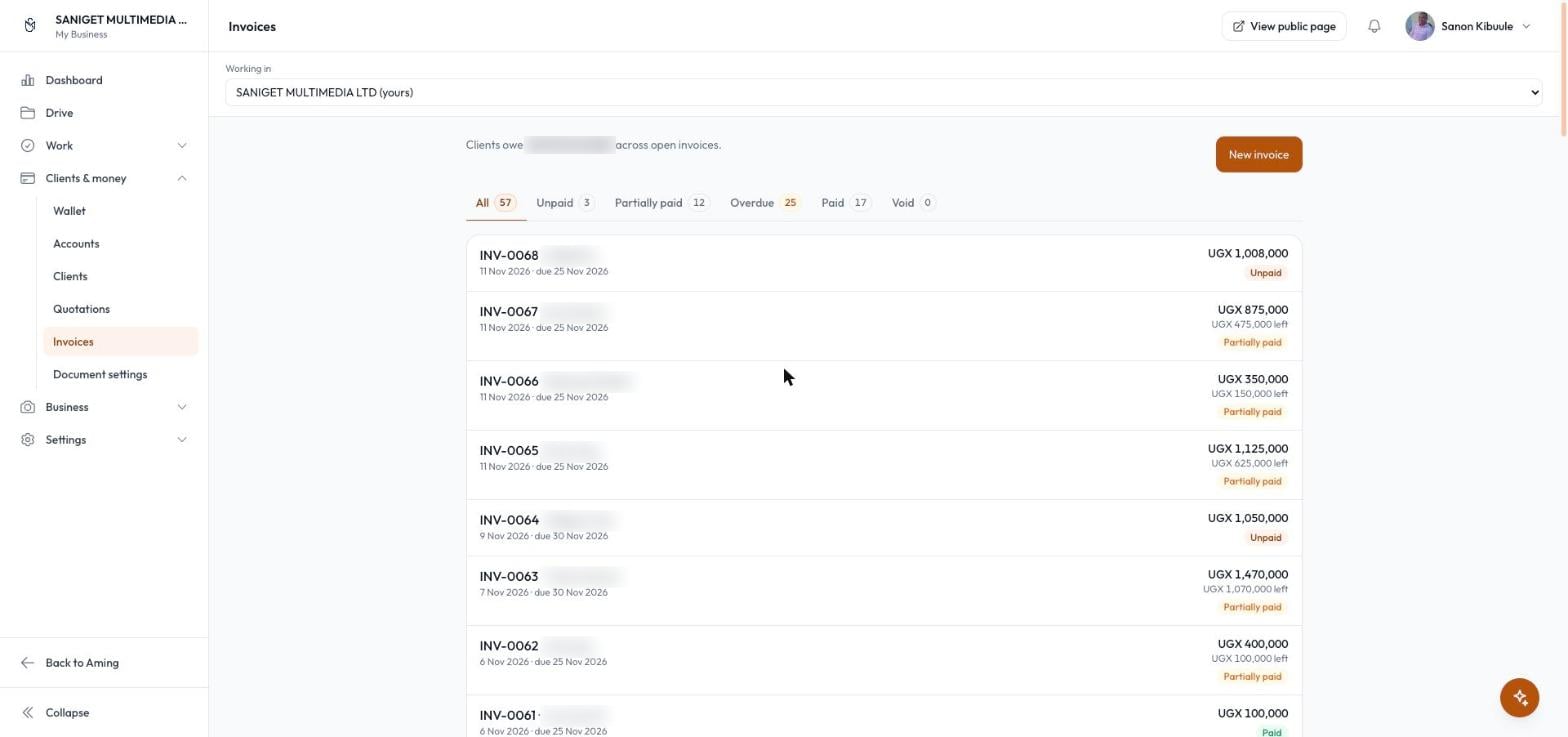 SANIGET MULTIMEDIA ...
My Business
Invoices
View public page
Sanon Kibuule
Dashboard
Drive
Work
Clients & money
Wallet
Accounts
Clients
Quotations
Invoices
Document settings
Business
Settings
Back to Aming
Collapse
Working in
SANIGET MULTIMEDIA LTD (yours)
Clients owe across open invoices.
New invoice
All 57 Unpaid 3 Partially paid 12 Overdue 25 Paid 17 Void 0
INV-0068 UGX 1,008,000
11 Nov 2026 · due 25 Nov 2026 Unpaid
INV-0067 UGX 875,000
11 Nov 2026 · due 25 Nov 2026 UGX 475,000 left
Partially paid
INV-0066 UGX 350,000
11 Nov 2026 · due 25 Nov 2026 UGX 150,000 left
Partially paid
INV-0065 UGX 1,125,000
11 Nov 2026 · due 25 Nov 2026 UGX 625,000 left
Partially paid
INV-0064 UGX 1,050,000
9 Nov 2026 · due 30 Nov 2026 Unpaid
INV-0063 UGX 1,470,000
7 Nov 2026 · due 30 Nov 2026 UGX 1,070,000 left
Partially paid
INV-0062 UGX 400,000
6 Nov 2026 · due 25 Nov 2026 UGX 100,000 left
Partially paid
INV-0061 · UGX 100,000
6 Nov 2026 · due 25 Nov 2026 Paid